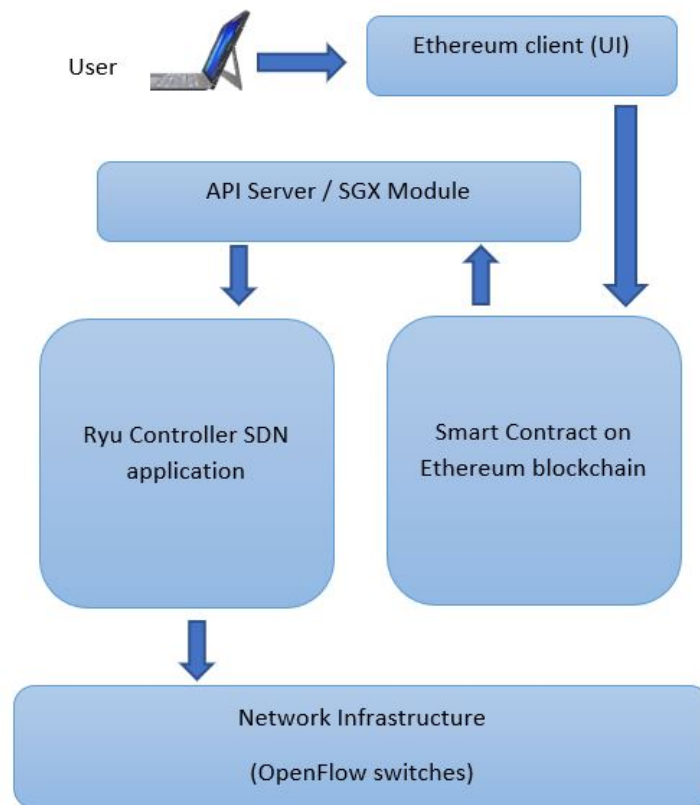 User
Ethereum client (UI)
API Server / SGX Module
Ryu Controller SDN
application
Smart Contract on
Ethereum blockchain
Network Infrastructure
(OpenFlow switches)